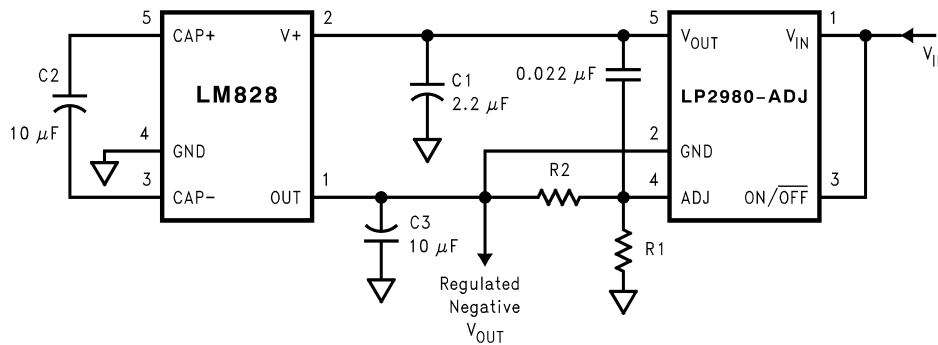 5
2
5
1
CAP+
V+
V_OUT
V_IN
V_I
C2
10 µF
LM828
C1
2.2 µF
0.022 µF
LP2980-ADJ
4
GND
2
GND
3
CAP-
1
OUT
R2
4
ADJ
3
ON/OFF
C3
10 µF
R1
Regulated
Negative
V_OUT